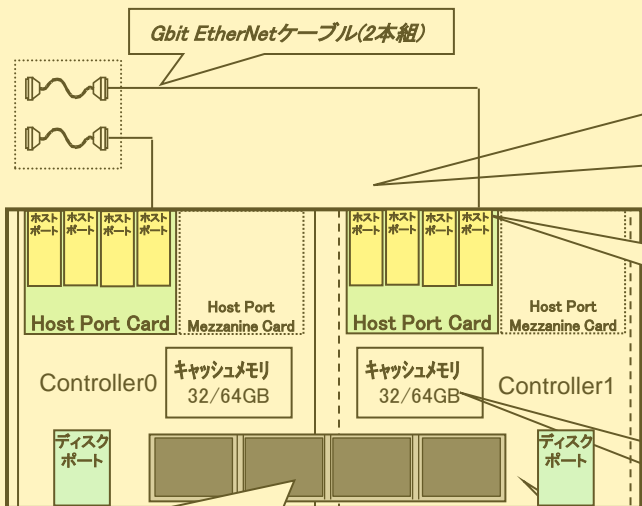 Gbit EtherNetケーブル(2本組)
ホスト ホスト ホスト ホスト
ポート ポート ポート ポート
ホスト ホスト ホスト ホスト
ポート ポート ポート ポート
Host Port
Mezzanine Card
Host Port Card
Host Port
Mezzanine Card
Host Port Card
Controller0
キャッシュメモリ
32/64GB
キャッシュメモリ
32/64GB
Controller1
ディスク
ポート
ディスク
ポート